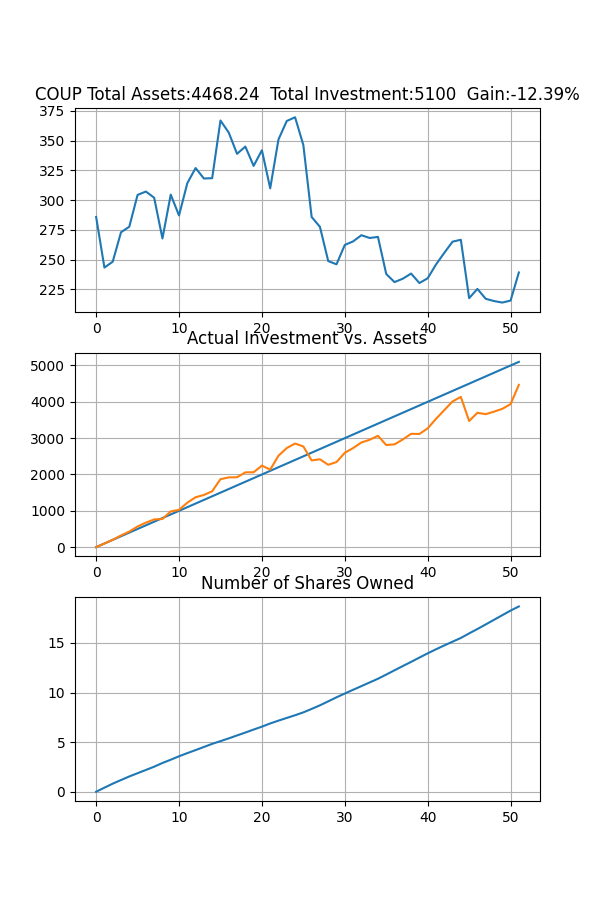 COUP Total Assets:4468.24  Total Investment:5100  Gain:-12.39%
375
350
325
300
275
250
225
0 10 20 30 40 50
Actual Investment vs. Assets
5000
4000
3000
2000
1000
0
0 10 20 30 40 50
Number of Shares Owned
15
10
5
0
0 10 20 30 40 50